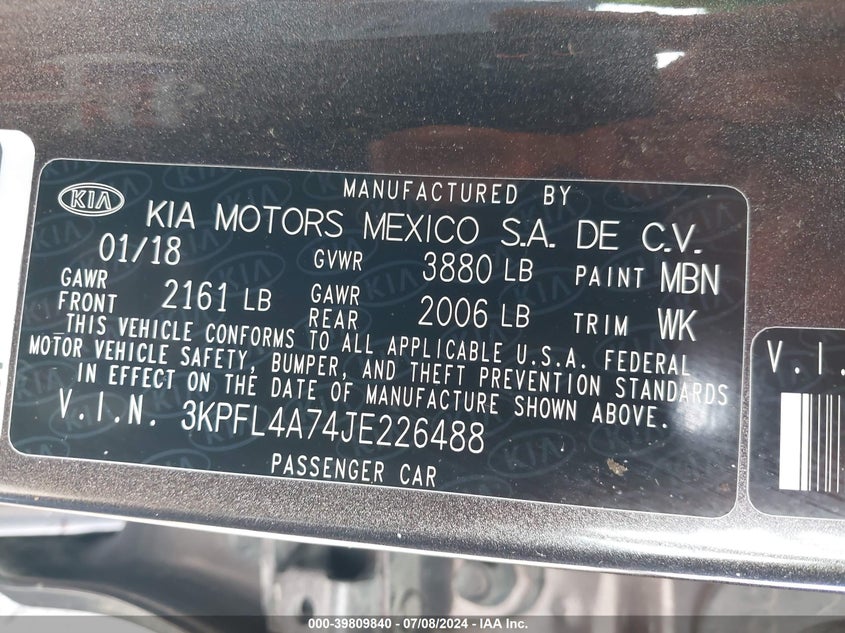 MANUFACTURED BY
KIA KIA MOTORS MEXICO S.A. DE C.V.
01/18 GVWR 3880 LB PAINT MBN
GAWR FRONT 2161 LB GAWR REAR 2006 LB TRIM WK
THIS VEHICLE CONFORMS TO ALL APPLICABLE U.S.A. FEDERAL
MOTOR VEHICLE SAFETY, BUMPER, AND THEFT PREVENTION STANDARDS
IN EFFECT ON THE DATE OF MANUFACTURE SHOWN ABOVE.
V.I.N. 3KPFL4A74JE226488
PASSENGER CAR
V.I.
000-39809840 - 07/08/2024 - IAA Inc.